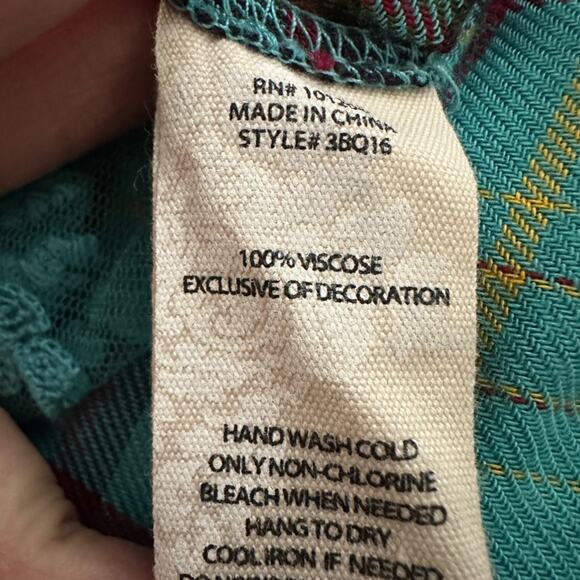 RN#
MADE IN CHINA
STYLE# 3BQ16
100% VISCOSE
EXCLUSIVE OF DECORATION
HAND WASH COLD
ONLY NON-CHLORINE
BLEACH WHEN NEEDED
HANG TO DRY
COOL IRON IF NEEDED